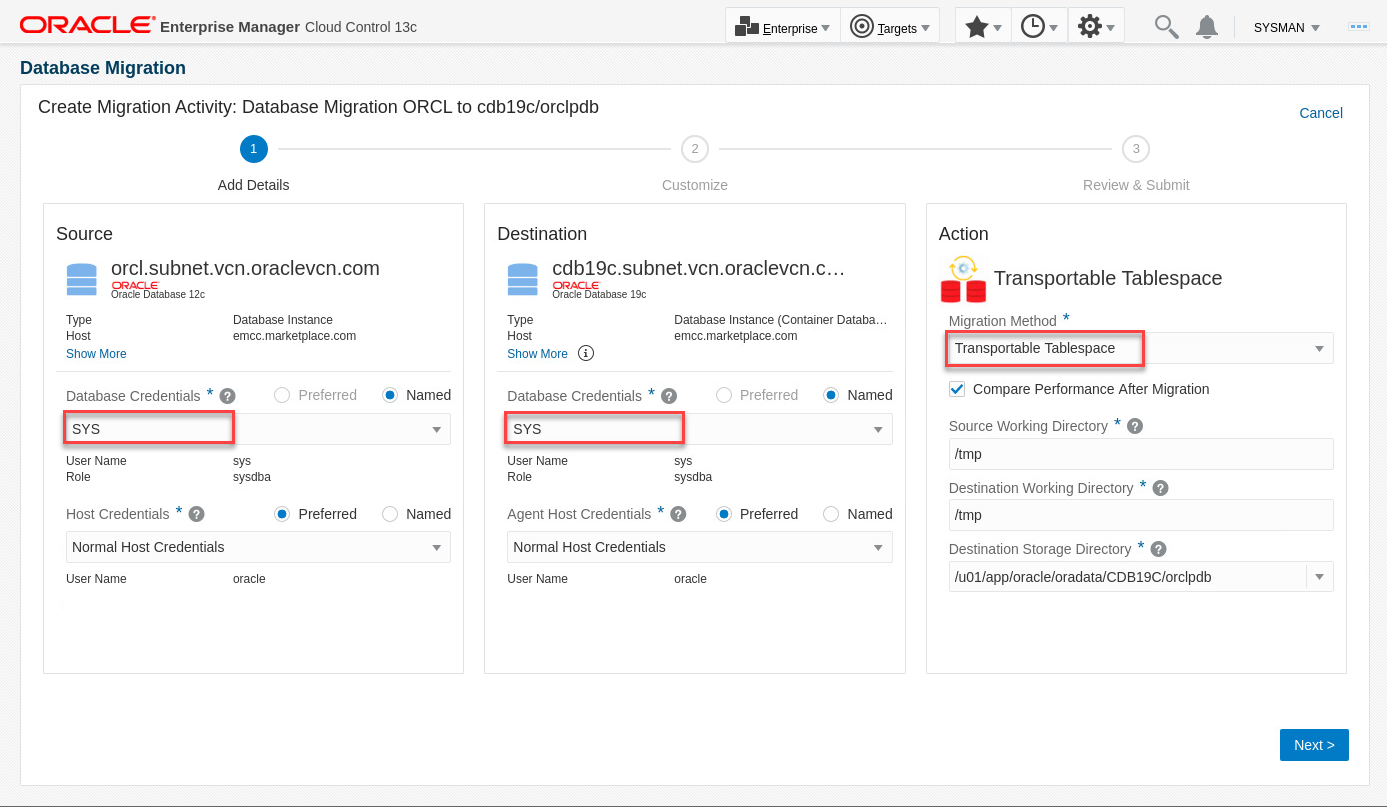 ORACLE Enterprise Manager Cloud Control 13c
Enterprise
Targets
SYSMAN
Database Migration
Create Migration Activity: Database Migration ORCL to cdb19c/orclpdb
Cancel
1
2
3
Add Details
Customize
Review & Submit
Source
orcl.subnet.vcn.oraclevcn.com
ORACLE
Oracle Database 12c
Type Database Instance
Host emcc.marketplace.com
Show More
Database Credentials * ? Preferred Named
SYS
User Name sys
Role sysdba
Host Credentials * ? Preferred Named
Normal Host Credentials
User Name oracle
Destination
cdb19c.subnet.vcn.oraclevcn.c…
ORACLE
Oracle Database 19c
Type Database Instance (Container Databa…
Host emcc.marketplace.com
Show More i
Database Credentials * ? Preferred Named
SYS
User Name sys
Role sysdba
Agent Host Credentials * ? Preferred Named
Normal Host Credentials
User Name oracle
Action
Transportable Tablespace
Migration Method *
Transportable Tablespace
Compare Performance After Migration
Source Working Directory * ?
/tmp
Destination Working Directory * ?
/tmp
Destination Storage Directory * ?
/u01/app/oracle/oradata/CDB19C/orclpdb
Next >